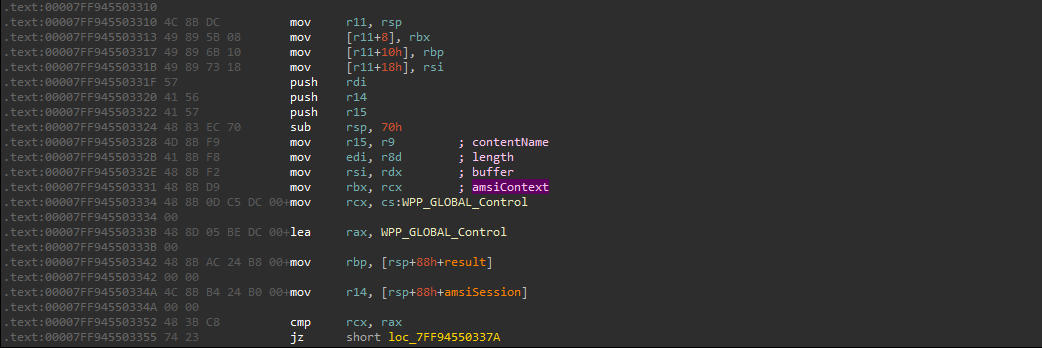 .text:00007FF945503310
.text:00007FF945503310 4C 8B DC mov r11, rsp
.text:00007FF945503313 49 89 5B 08 mov [r11+8], rbx
.text:00007FF945503317 49 89 6B 10 mov [r11+10h], rbp
.text:00007FF94550331B 49 89 73 18 mov [r11+18h], rsi
.text:00007FF94550331F 57 push rdi
.text:00007FF945503320 41 56 push r14
.text:00007FF945503322 41 57 push r15
.text:00007FF945503324 48 83 EC 70 sub rsp, 70h
.text:00007FF945503328 4D 8B F9 mov r15, r9 ; contentName
.text:00007FF94550332B 41 8B F8 mov edi, r8d ; length
.text:00007FF94550332E 48 8B F2 mov rsi, rdx ; buffer
.text:00007FF945503331 48 8B D9 mov rbx, rcx ; amsiContext
.text:00007FF945503334 48 8B 0D C5 DC 00+mov rcx, cs:WPP_GLOBAL_Control
.text:00007FF945503334 00
.text:00007FF94550333B 48 8D 05 BE DC 00+lea rax, WPP_GLOBAL_Control
.text:00007FF94550333B 00
.text:00007FF945503342 48 8B AC 24 B8 00+mov rbp, [rsp+88h+result]
.text:00007FF945503342 00 00
.text:00007FF94550334A 4C 8B B4 24 B0 00+mov r14, [rsp+88h+amsiSession]
.text:00007FF94550334A 00 00
.text:00007FF945503352 48 3B C8 cmp rcx, rax
.text:00007FF945503355 74 23 jz short loc_7FF94550337A